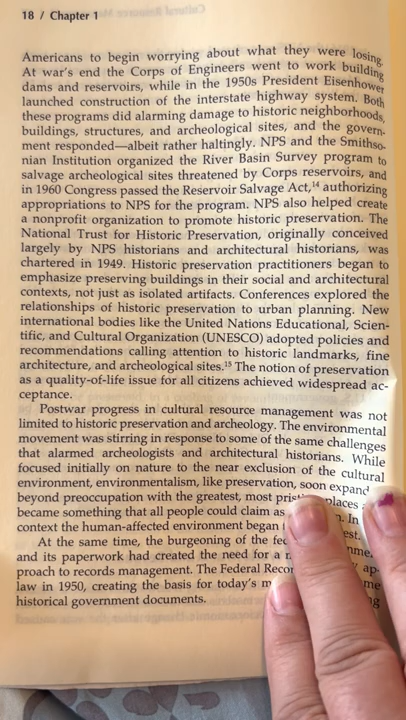 18 / Chapter 1
Americans to begin worrying about what they were losing.
At war's end the Corps of Engineers went to work building
dams and reservoirs, while in the 1950s President Eisenhower
launched construction of the interstate highway system. Both
these programs did alarming damage to historic neighborhoods,
buildings, structures, and archeological sites, and the govern-
ment responded—albeit rather haltingly. NPS and the Smithso-
nian Institution organized the River Basin Survey program to
salvage archeological sites threatened by Corps reservoirs, and
in 1960 Congress passed the Reservoir Salvage Act,14 authorizing
appropriations to NPS for the program. NPS also helped create
a nonprofit organization to promote historic preservation. The
National Trust for Historic Preservation, originally conceived
largely by NPS historians and architectural historians, was
chartered in 1949. Historic preservation practitioners began to
emphasize preserving buildings in their social and architectural
contexts, not just as isolated artifacts. Conferences explored the
relationships of historic preservation to urban planning. New
international bodies like the United Nations Educational, Scien-
tific, and Cultural Organization (UNESCO) adopted policies and
recommendations calling attention to historic landmarks, fine
architecture, and archeological sites.15 The notion of preservation
as a quality-of-life issue for all citizens achieved widespread ac-
ceptance.
Postwar progress in cultural resource management was not
limited to historic preservation and archeology. The environmental
movement was stirring in response to some of the same challenges
that alarmed archeologists and architectural historians. While
focused initially on nature to the near exclusion of the cultural
environment, environmentalism, like preservation, soon expand
beyond preoccupation with the greatest, most places
became something that all people could claim as In
context the human-affected environment began
At the same time, the burgeoning of the
and its paperwork had created the need for a ap-
proach to records management. The Federal
law in 1950, creating the basis for today's
historical government documents.